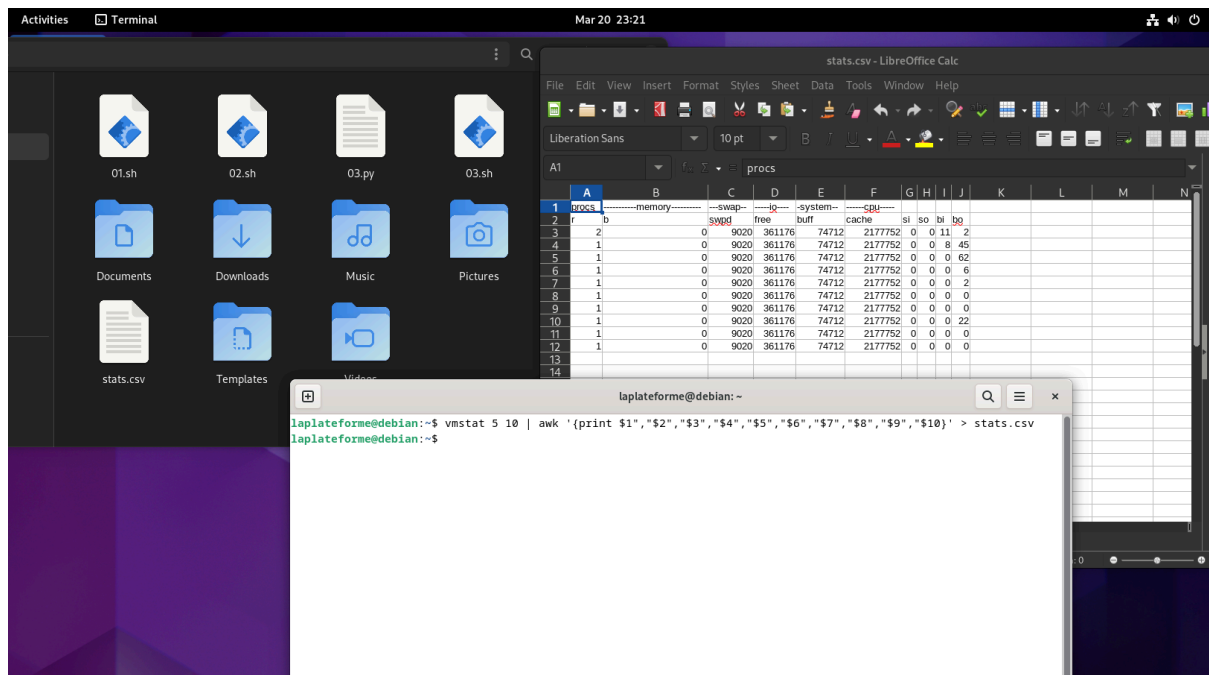 Activities Terminal Mar 20 23:21
01.sh 02.sh 03.py 03.sh
Documents Downloads Music Pictures
stats.csv Templates Videos
stats.csv - LibreOffice Calc
File Edit View Insert Format Styles Sheet Data Tools Window Help
Liberation Sans 10 pt
A1 procs
A B C D E F G H I J K L M N
1 procs -----------memory---------- ---swap-- -----io---- -system-- ------cpu-----
2 r b swpd free buff cache si so bi bo
3 2 0 9020 361176 74712 2177752 0 0 11 2
4 1 0 9020 361176 74712 2177752 0 0 8 45
5 1 0 9020 361176 74712 2177752 0 0 0 62
6 1 0 9020 361176 74712 2177752 0 0 0 6
7 1 0 9020 361176 74712 2177752 0 0 0 2
8 1 0 9020 361176 74712 2177752 0 0 0 0
9 1 0 9020 361176 74712 2177752 0 0 0 0
10 1 0 9020 361176 74712 2177752 0 0 0 22
11 1 0 9020 361176 74712 2177752 0 0 0 0
12 1 0 9020 361176 74712 2177752 0 0 0 0
13
14
laplateforme@debian: ~
laplateforme@debian:~$ vmstat 5 10 | awk '{print $1","$2","$3","$4","$5","$6","$7","$8","$9","$10}' > stats.csv
laplateforme@debian:~$